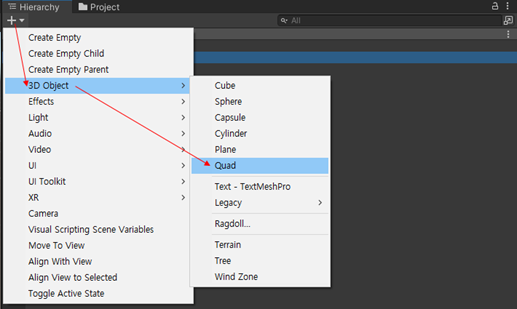 Hierarchy
Project
All
Create Empty
Create Empty Child
Create Empty Parent
3D Object
Effects
Light
Audio
Video
UI
UI Toolkit
XR
Camera
Visual Scripting Scene Variables
Move To View
Align With View
Align View to Selected
Toggle Active State
Cube
Sphere
Capsule
Cylinder
Plane
Quad
Text - TextMeshPro
Legacy
Ragdoll...
Terrain
Tree
Wind Zone